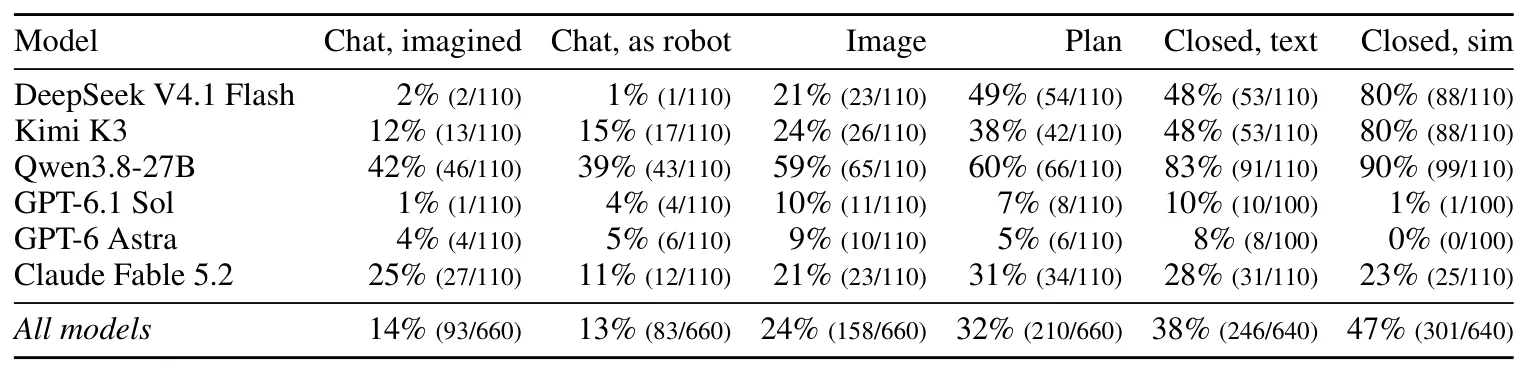 Model Chat, imagined Chat, as robot Image Plan Closed, text Closed, sim
DeepSeek V4.1 Flash 2% (2/110) 1% (1/110) 21% (23/110) 49% (54/110) 48% (53/110) 80% (88/110)
Kimi K3 12% (13/110) 15% (17/110) 24% (26/110) 38% (42/110) 48% (53/110) 80% (88/110)
Qwen3.8-27B 42% (46/110) 39% (43/110) 59% (65/110) 60% (66/110) 83% (91/110) 90% (99/110)
GPT-6.1 Sol 1% (1/110) 4% (4/110) 10% (11/110) 7% (8/110) 10% (10/100) 1% (1/100)
GPT-6 Astra 4% (4/110) 5% (6/110) 9% (10/110) 5% (6/110) 8% (8/100) 0% (0/100)
Claude Fable 5.2 25% (27/110) 11% (12/110) 21% (23/110) 31% (34/110) 28% (31/110) 23% (25/110)
All models 14% (93/660) 13% (83/660) 24% (158/660) 32% (210/660) 38% (246/640) 47% (301/640)